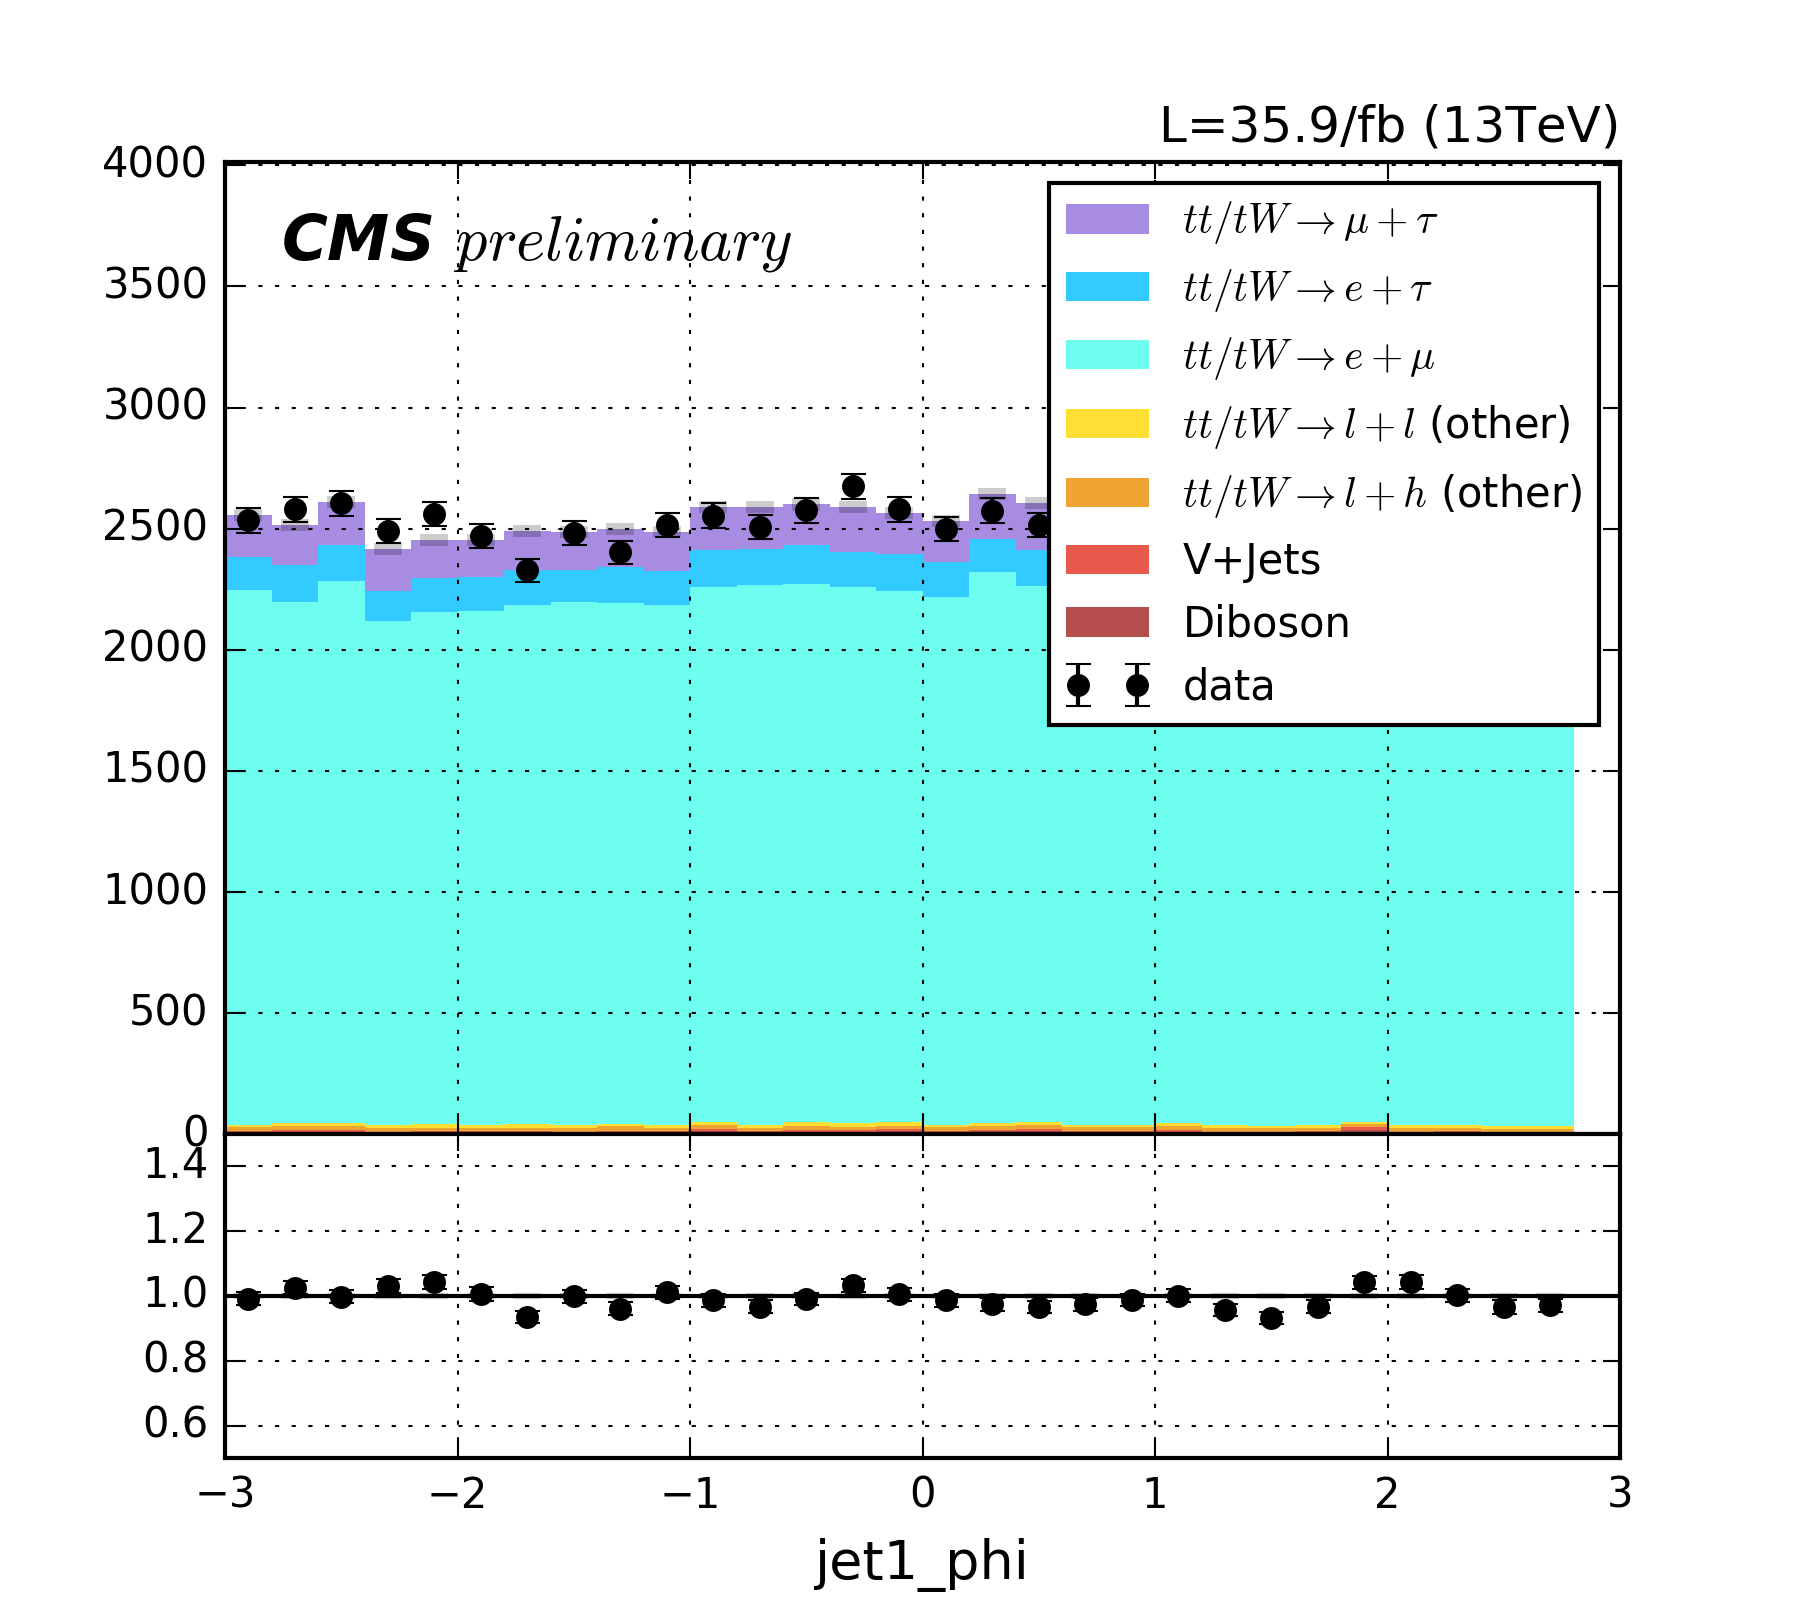 L=35.9/fb (13TeV)
CMS preliminary
4000
3500
3000
2500
2000
1500
1000
500
0
tt/tW→μ+τ
tt/tW→e+τ
tt/tW→e+μ
tt/tW→l+l (other)
tt/tW→l+h (other)
V+Jets
Diboson
data
1.4
1.2
1.0
0.8
0.6
−3 −2 −1 0 1 2 3
jet1_phi